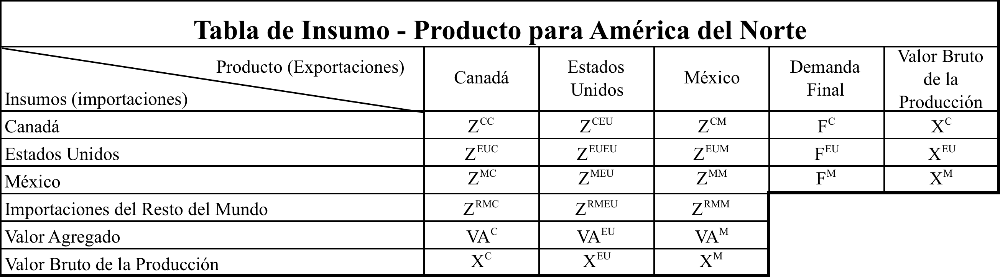 Tabla de Insumo - Producto para América del Norte
Producto (Exportaciones)
Insumos (importaciones)
Canadá
Estados
Unidos
México
Demanda
Final
Valor Bruto
de la
Producción
Canadá Z^CC Z^CEU Z^CM F^C X^C
Estados Unidos Z^EUC Z^EUEU Z^EUM F^EU X^EU
México Z^MC Z^MEU Z^MM F^M X^M
Importaciones del Resto del Mundo Z^RMC Z^RMEU Z^RMM
Valor Agregado VA^C VA^EU VA^M
Valor Bruto de la Producción X^C X^EU X^M